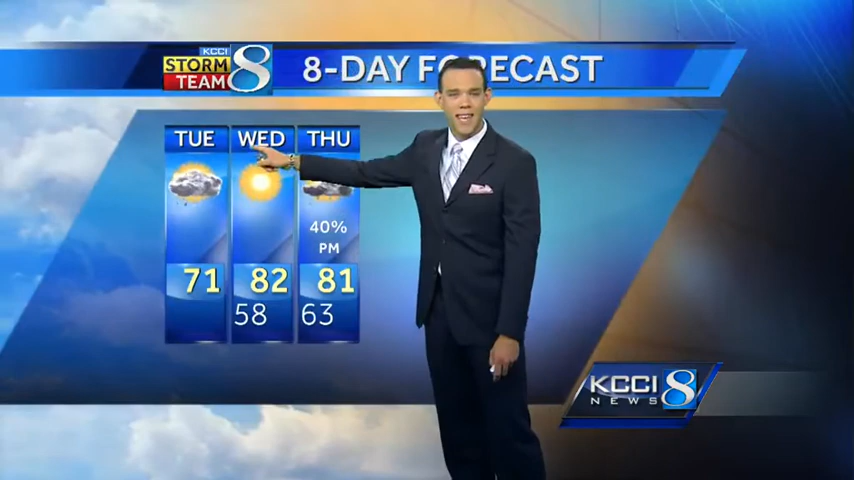 KCCI
STORM
TEAM 8
8-DAY FORECAST
TUE WED THU
40%
PM
71 82 81
58 63
KCCI 8
NEWS